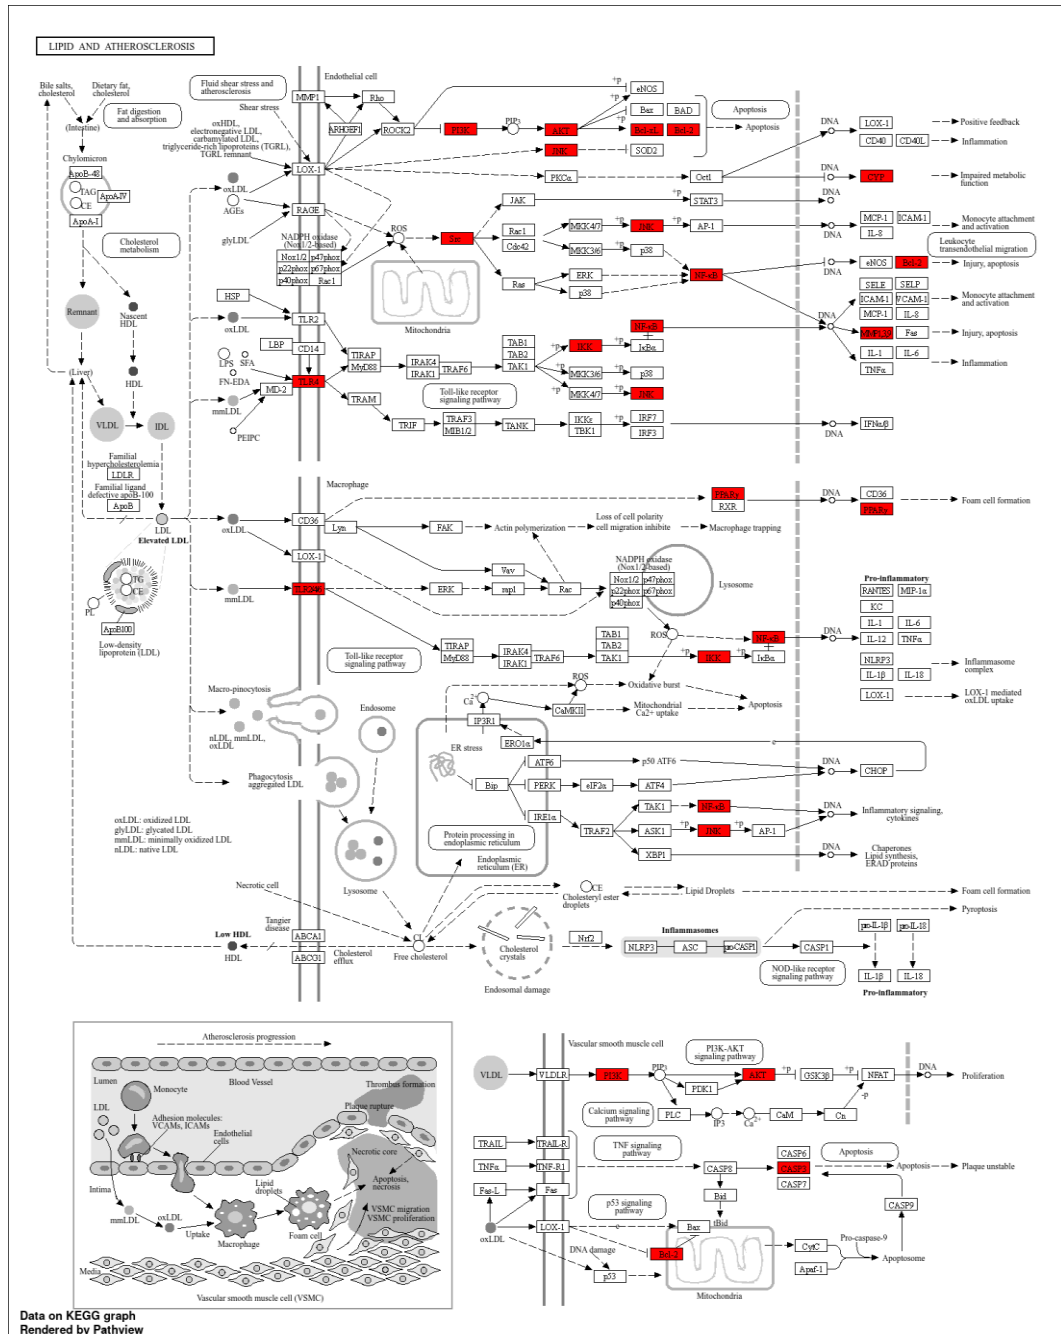 LIPID AND ATHEROSCLEROSIS
Bile salts,
cholesterol
Dietary fat,
cholesterol
Fat digestion
and absorption
(Intestine)
Chylomicron
ApoB-48
TAG
CE
ApoA-IV
ApoA-I
Cholesterol
metabolism
Remnant
Nascent
HDL
HDL
(Liver)
VLDL
IDL
Familial
hypercholesterolemia
LDLR
Familial ligand
defective apoB-100
ApoB
LDL
Elevated LDL
TG
CE
PL
ApoB100
Low-density
lipoprotein (LDL)
Fluid shear stress and
atherosclerosis
Shear stress
oxHDL,
electronegative LDL,
carbamylated LDL,
triglyceride-rich lipoproteins (TGRL),
TGRL remnant
oxLDL
AGEs
glyLDL
Endothelial cell
MMP1
Rho
ARHGEF1
ROCK2
PI3K
PIP3
AKT
+p
+p
+p
eNOS
Bax
BAD
Bcl-xL
Bcl-2
Apoptosis
Apoptosis
JNK
SOD2
LOX-1
PKCα
Oct1
DNA
LOX-1
CD40
CD40L
Positive feedback
Inflammation
DNA
CYP
Impaired metabolic
function
RAGE
NADPH oxidase
(Nox1/2-based)
Nox1/2
p47phox
p22phox
p67phox
p40phox
Rac1
ROS
Src
JAK
STAT3
DNA
Rac1
Cdc42
MKK4/7
+p
JNK
+p
AP-1
DNA
MCP-1
ICAM-1
IL-8
Monocyte attachment
and activation
MKK3/6
+p
p38
Leukocyte
transendothelial migration
Ras
ERK
p38
NF-κB
DNA
eNOS
Bcl-2
Injury, apoptosis
Mitochondria
SELE
SELP
ICAM-1
VCAM-1
MCP-1
IL-8
Monocyte attachment
and activation
DNA
MMP1,3,9
Fas
Injury, apoptosis
IL-1
IL-6
TNFα
Inflammation
HSP
oxLDL
TLR2
LBP
CD14
LPS
SFA
FN-EDA
MD-2
TLR4
mmLDL
PEIPC
TIRAP
MyD88
IRAK4
IRAK1
TRAF6
TAB1
TAB2
TAK1
+p
IKK
NF-κB
+p
IκBα
+p
MKK3/6
+p
p38
+p
MKK4/7
+p
JNK
Toll-like receptor
signaling pathway
TRAM
TRIF
TRAF3
MIB1/2
TANK
IKKε
TBK1
+p
IRF7
IRF3
DNA
IFNα/β
Macrophage
PPARγ
RXR
DNA
CD36
PPARγ
Foam cell formation
oxLDL
CD36
Lyn
FAK
Actin polymerization
Loss of cell polarity
cell migration inhibite
Macrophage trapping
LOX-1
Vav
NADPH oxidase
(Nox1/2-based)
Nox1/2
p47phox
p22phox
p67phox
p40phox
Lysosome
mmLDL
TLR2/4/6
ERK
mpl
Rac
ROS
Toll-like receptor
signaling pathway
TIRAP
MyD88
IRAK4
IRAK1
TRAF6
TAB1
TAB2
TAK1
+p
IKK
+p
NF-κB
IκBα
DNA
Pro-inflammatory
RANTES
MIP-1α
KC
IL-1
IL-6
IL-12
TNFα
NLRP3
IL-1β
IL-18
Inflammasome
complex
LOX-1
LOX-1 mediated
oxLDL uptake
Macro-pinocytosis
nLDL, mmLDL,
oxLDL
Endosome
Phagocytosis
aggregated LDL
Lysosome
Ca2+
ROS
CaMKII
Oxidative burst
Mitochondrial
Ca2+ uptake
Apoptosis
IP3R1
ERO1α
ER stress
Bip
ATF6
p50 ATF6
PERK
eIF2α
ATF4
IRE1α
TRAF2
DNA
CHOP
e
TAK1
NF-κB
ASK1
+p
JNK
+p
AP-1
DNA
Inflammatory signaling,
cytokines
XBP1
DNA
Chaperones
Lipid synthesis,
ERAD proteins
Protein processing in
endoplasmic reticulum
Endoplasmic
reticulum (ER)
oxLDL: oxidized LDL
glyLDL: glycated LDL
mmLDL: minimally oxidized LDL
nLDL: native LDL
Necrotic cell
CE
Cholesteryl ester
droplets
Lipid Droplets
Foam cell formation
Pyroptosis
Low HDL
HDL
Tangier
disease
ABCA1
ABCG1
Cholesterol
efflux
Free cholesterol
Cholesterol
crystals
Endosomal damage
Nrf2
Inflammasomes
NLRP3
ASC
pro-CASP1
CASP1
NOD-like receptor
signaling pathway
pro-IL-1β
pro-IL-18
IL-1β
IL-18
Pro-inflammatory
Atherosclerosis progression
Lumen
Monocyte
Blood Vessel
Thrombus formation
Plaque rupture
LDL
Adhesion molecules:
VCAMs, ICAMs
Endothelial
cells
Necrotic core
Lipid
droplets
Apoptosis,
necrosis
Intima
mmLDL
oxLDL
Uptake
Macrophage
Foam cell
VSMC migration
VSMC proliferation
Media
Vascular smooth muscle cell (VSMC)
Vascular smooth muscle cell
VLDL
VLDLR
PI3K
PIP3
PDK1
AKT
PI3K-AKT
signaling pathway
+p
GSK3β
+p
NFAT
-p
DNA
Proliferation
Calcium signaling
pathway
PLC
IP3
Ca2+
CaM
Cn
TRAIL
TRAIL-R
TNFα
TNF-R1
Fas-L
Fas
TNF signaling
pathway
CASP8
CASP6
CASP3
CASP7
Apoptosis
Apoptosis
Plaque unstable
Bid
tBid
CASP9
p53 signaling
pathway
oxLDL
LOX-1
e
Bax
Bcl-2
DNA damage
p53
Mitochondria
CytC
Apaf-1
Pro-caspase-9
Apoptosome
Data on KEGG graph
Rendered by Pathview